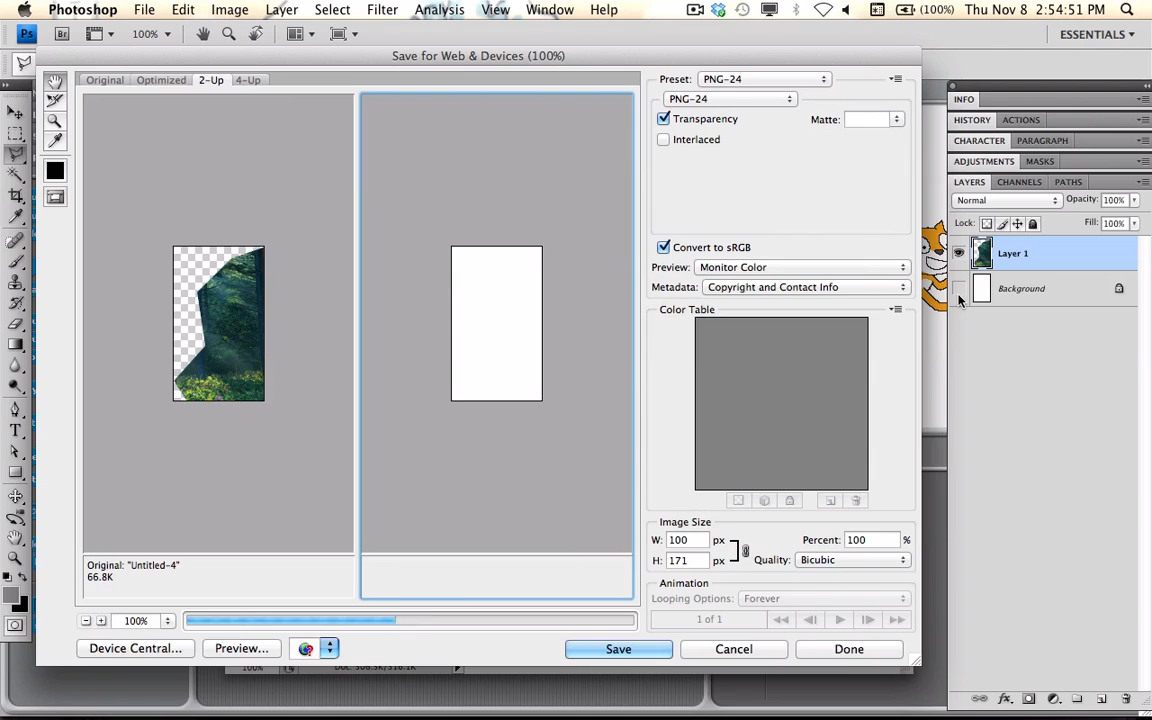 Photoshop File Edit Image Layer Select Filter Analysis View Window Help (100%) Thu Nov 8 2:54:51 PM
Ps Br 100% ESSENTIALS
Save for Web & Devices (100%)
Original Optimized 2-Up 4-Up
Preset: PNG-24
PNG-24
Transparency Matte:
Interlaced
Convert to sRGB
Preview: Monitor Color
Metadata: Copyright and Contact Info
Color Table
Image Size
W: 100 px Percent: 100 %
H: 171 px Quality: Bicubic
Animation
Looping Options: Forever
1 of 1
Original: "Untitled-4"
66.8K
100%
Device Central... Preview... Save Cancel Done
100%
INFO
HISTORY ACTIONS
CHARACTER PARAGRAPH
ADJUSTMENTS MASKS
LAYERS CHANNELS PATHS
Normal Opacity: 100%
Lock: Fill: 100%
Layer 1
Background
fx